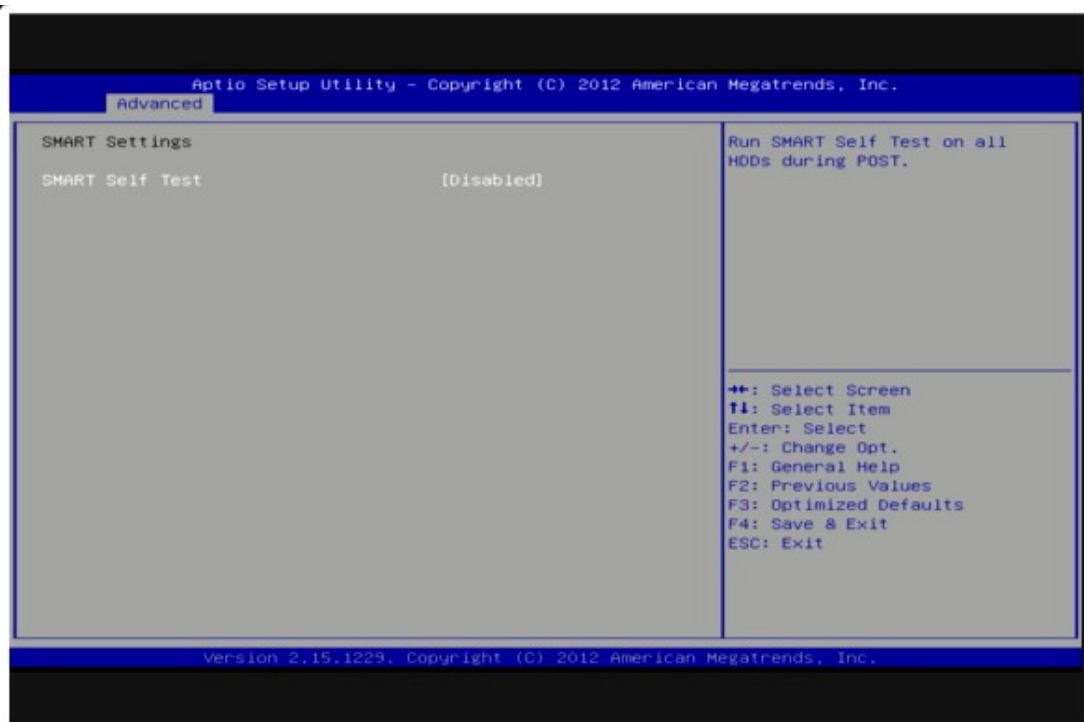 Aptio Setup Utility – Copyright (C) 2012 American Megatrends, Inc.
Advanced
SMART Settings
SMART Self Test [Disabled]
Run SMART Self Test on all
HDDs during POST.
→←: Select Screen
↑↓: Select Item
Enter: Select
+/-: Change Opt.
F1: General Help
F2: Previous Values
F3: Optimized Defaults
F4: Save & Exit
ESC: Exit
Version 2.15.1229. Copyright (C) 2012 American Megatrends, Inc.